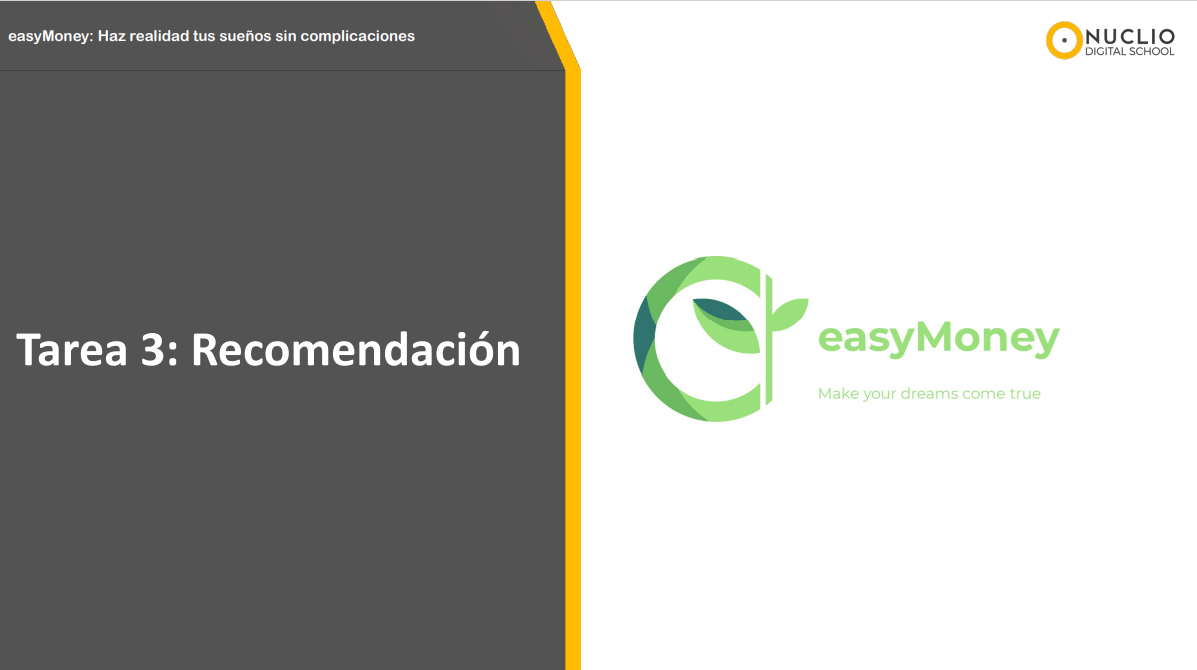 easyMoney: Haz realidad tus sueños sin complicaciones
NUCLIO
DIGITAL SCHOOL
Tarea 3: Recomendación
easyMoney
Make your dreams come true